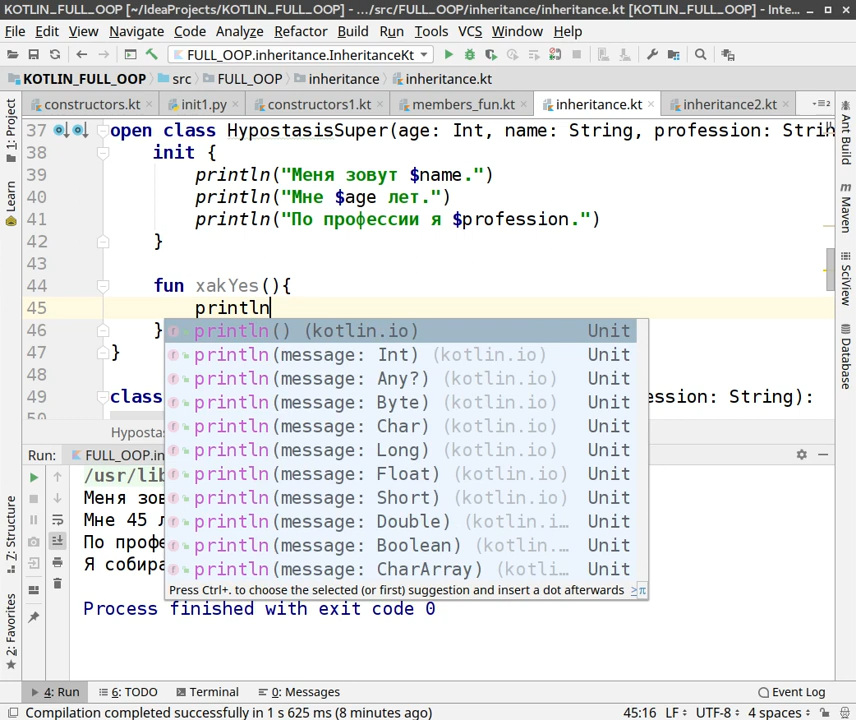 KOTLIN_FULL_OOP [~/IdeaProjects/KOTLIN_FULL_OOP] - .../src/FULL_OOP/inheritance/inheritance.kt [KOTLIN_FULL_OOP] - Inte...
File Edit View Navigate Code Analyze Refactor Build Run Tools VCS Window Help
FULL_OOP.inheritance.InheritanceKt
KOTLIN_FULL_OOP src FULL_OOP inheritance inheritance.kt
constructors.kt init1.py constructors1.kt members_fun.kt inheritance.kt inheritance2.kt
1: Project
Learn
Z: Structure
2: Favorites
Ant Build
Maven
SciView
Database
37 open class HypostasisSuper(age: Int, name: String, profession: Strin
38 init {
39 println("Меня зовут $name.")
40 println("Мне $age лет.")
41 println("По профессии я $profession.")
42 }
43
44 fun xakYes(){
45 println
46 }
47 }
48
49 class ession: String):
50
println() (kotlin.io) Unit
println(message: Int) (kotlin.io) Unit
println(message: Any?) (kotlin.io) Unit
println(message: Byte) (kotlin.io) Unit
println(message: Char) (kotlin.io) Unit
println(message: Long) (kotlin.io) Unit
println(message: Float) (kotlin.io) Unit
println(message: Short) (kotlin.io) Unit
println(message: Double) (kotlin.i... Unit
println(message: Boolean) (kotlin.... Unit
println(message: CharArray) (kotli... Unit
Press Ctrl+. to choose the selected (or first) suggestion and insert a dot afterwards >> π
Hypostas
Run: FULL_OOP.in
/usr/lib
Меня зов
Мне 45 л
По профе
Я собира
Process finished with exit code 0
4: Run 6: TODO Terminal 0: Messages Event Log
Compilation completed successfully in 1 s 625 ms (8 minutes ago) 45:16 LF UTF-8 4 spaces